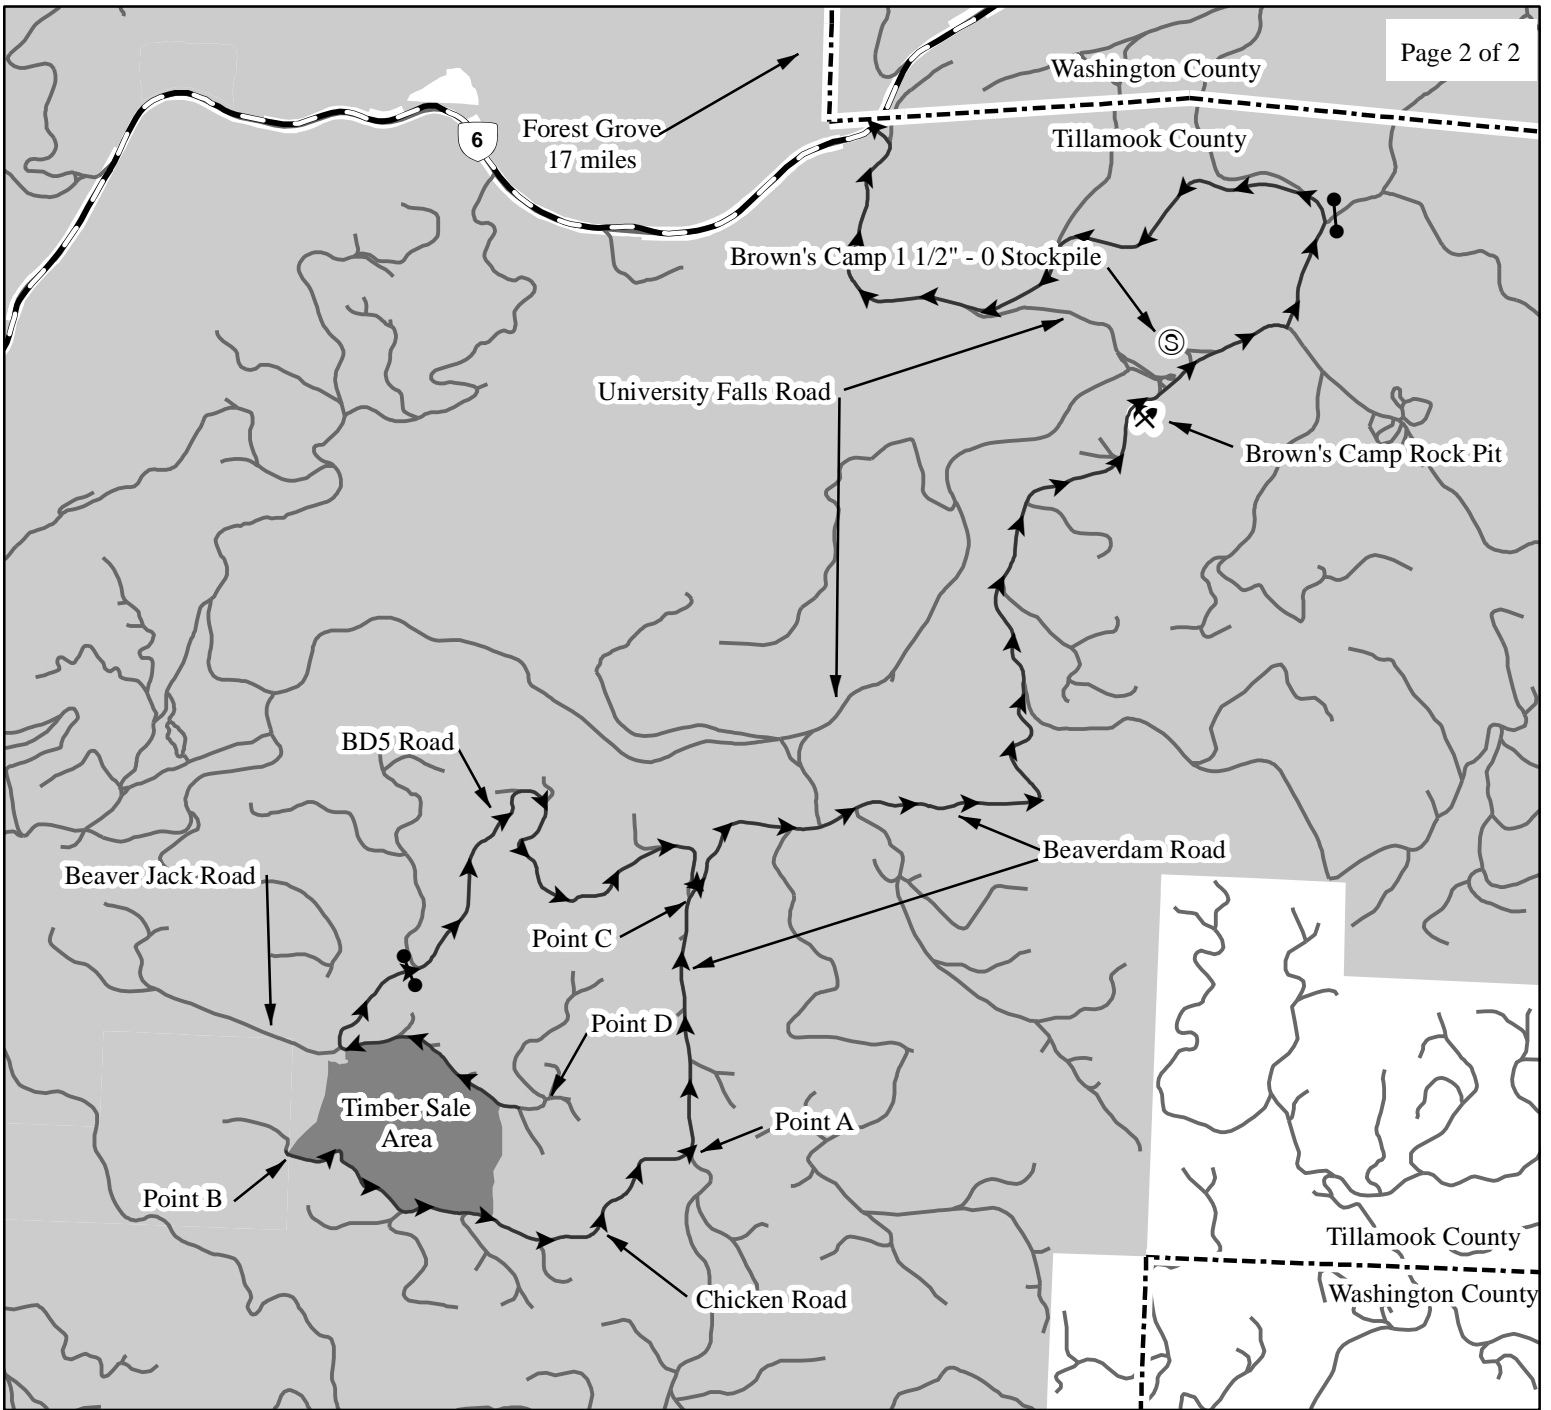 Page 2 of 2
Washington County
Forest Grove
17 miles
6
Tillamook County
Brown's Camp 1 1/2" - 0 Stockpile
S
University Falls Road
Brown's Camp Rock Pit
BD5 Road
Beaver Jack Road
Beaverdam Road
Point C
Point D
Timber Sale
Area
Point A
Point B
Chicken Road
Tillamook County
Washington County